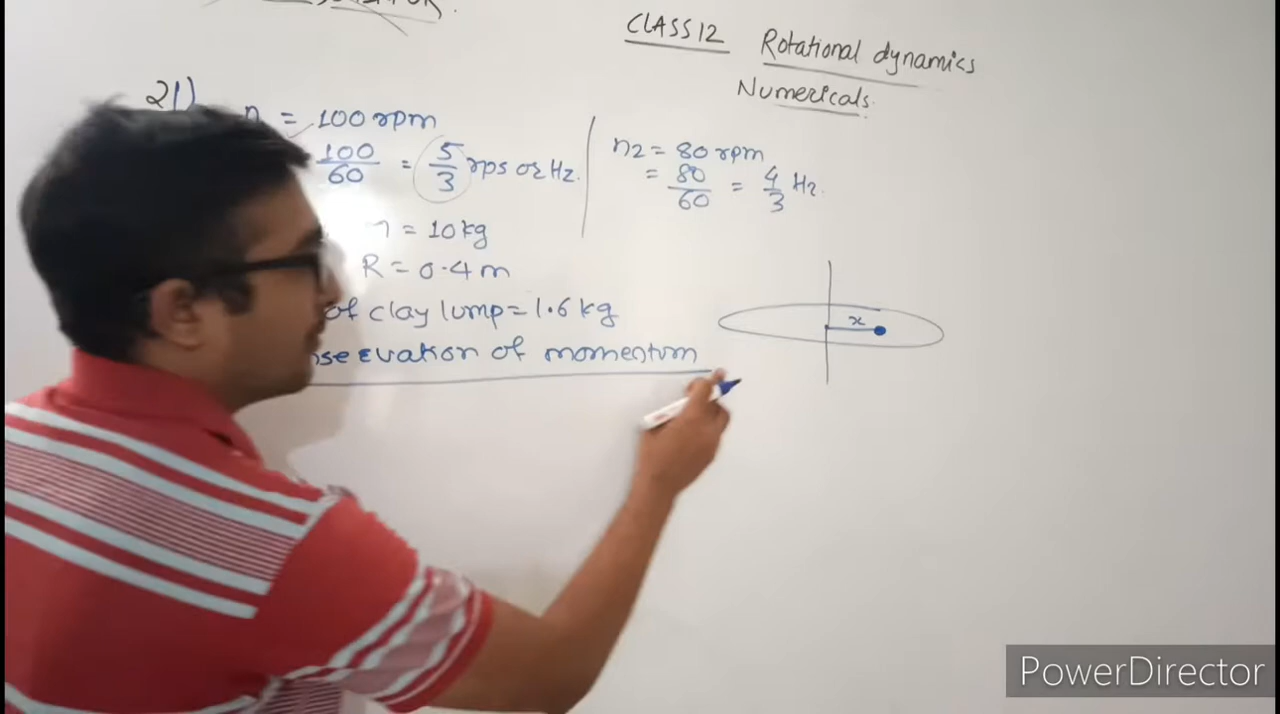 CLASS 12 Rotational dynamics
Numericals.
21)
= 100 rpm
100/60 = 5/3 rps or Hz.
n2 = 80 rpm
= 80/60 = 4/3 Hz.
= 10 kg
R = 0.4 m
of clay lump = 1.6 kg
of momentum
x
PowerDirector